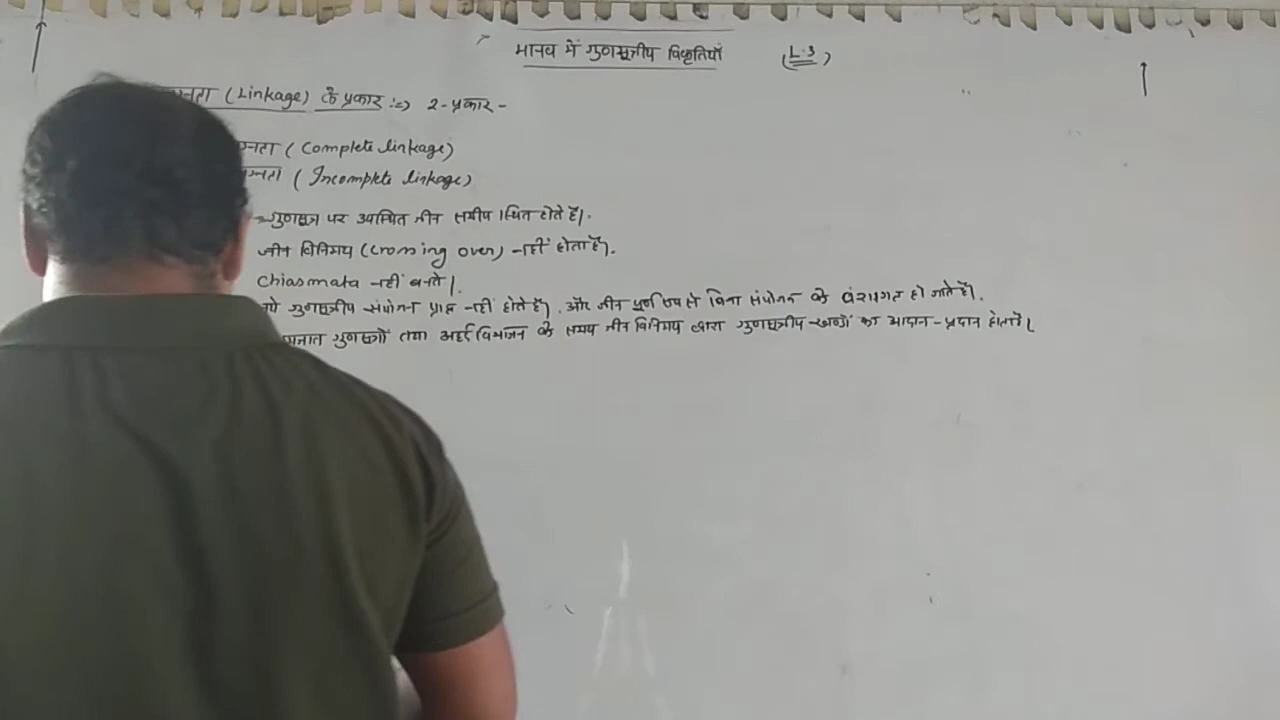 मानव में गुणसूत्रीय विकृतियाँ (L-3)
(Linkage) के प्रकार :=> 2-प्रकार -
(Complete linkage)
(Incomplete linkage)
गुणसूत्र पर उपस्थित जीन समीप स्थित होते हैं।
जीन विनिमय (Crossing over) नहीं होता है।
Chiasmata नहीं बनते।
गुणसूत्रीय संयोजन प्राप्त नहीं होते हैं। और जीन पूर्ण रूप से बिना संयोजन के वंशागत हो जाते हैं।
गुणसूत्रों तथा अर्द्धविभाजन के समय जीन विनिमय द्वारा गुणसूत्रीय खण्डों का आदान-प्रदान होता है।